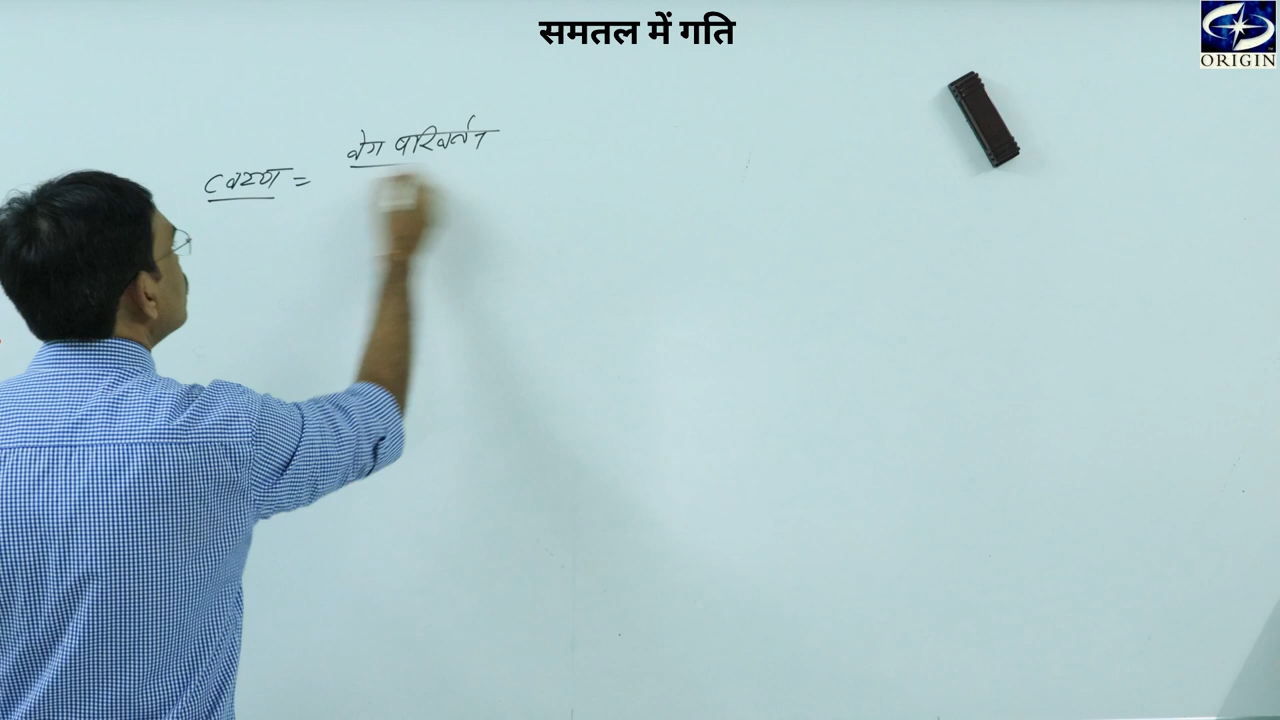 समतल में गति
ORIGIN
त्वरण =
वेग परिवर्तन